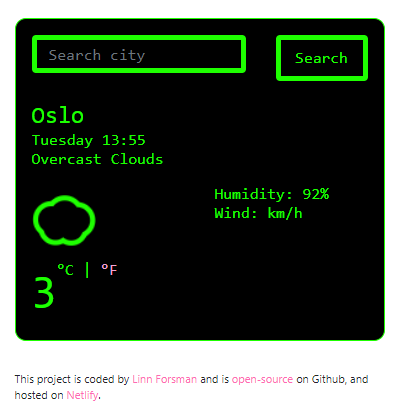 Search city
Search
Oslo
Tuesday 13:55
Overcast Clouds
Humidity: 92%
Wind: km/h
3 °C | °F
This project is coded by Linn Forsman and is open-source on Github, and
hosted on Netlify.